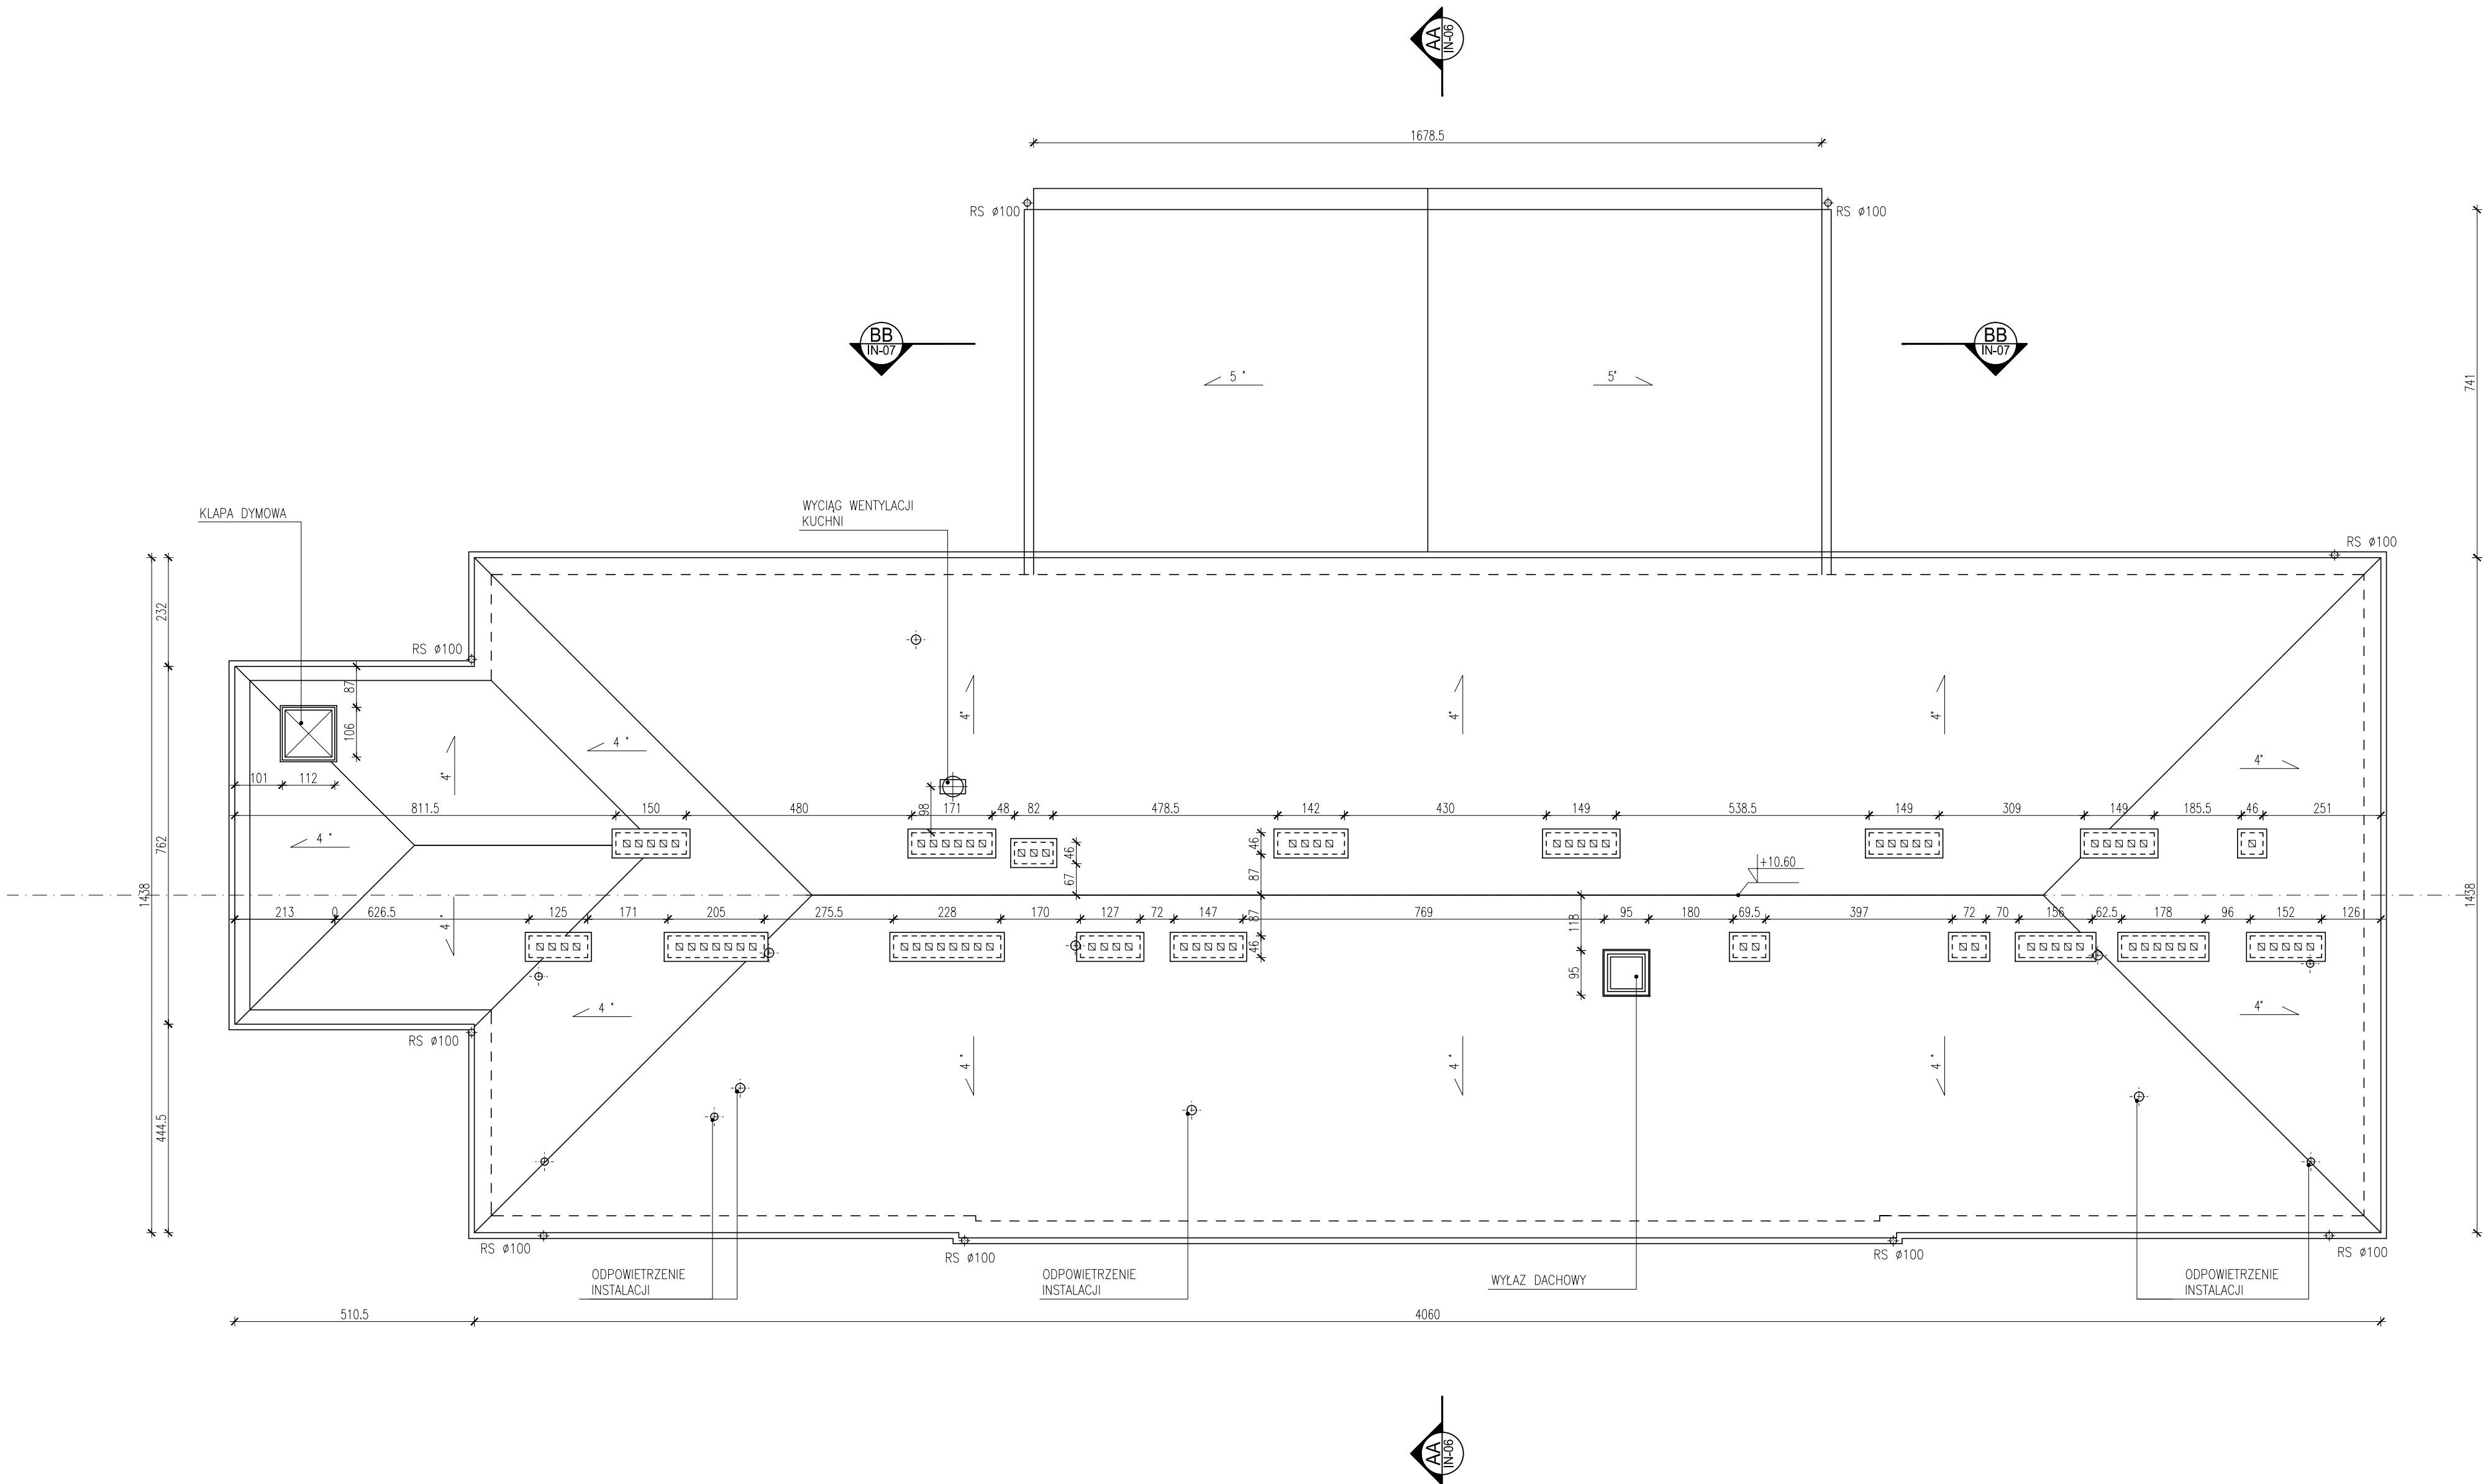 AA
IN-06
1678.5
RS ø100
RS ø100
741
BB
IN-07
BB
IN-07
5 °
5°
KLAPA DYMOWA
WYCIĄG WENTYLACJI
KUCHNI
RS ø100
232
RS ø100
87
106
4°
4 °
4°
4°
4°
4°
101
112
98
811.5
150
480
171
48
82
478.5
142
430
149
538.5
149
309
149
185.5
46
251
4 °
46
67
46
87
+10.60
762
1438
1438
213
0
626.5
125
171
205
275.5
228
170
127
72
147
769
95
180
69.5
397
72
70
156
62.5
178
96
152
126
4 °
87
46
118
95
4 °
4°
RS ø100
4 °
4 °
4 °
444.5
RS ø100
RS ø100
RS ø100
RS ø100
ODPOWIETRZENIE
INSTALACJI
ODPOWIETRZENIE
INSTALACJI
WYŁAZ DACHOWY
ODPOWIETRZENIE
INSTALACJI
510.5
4060
AA
IN-06